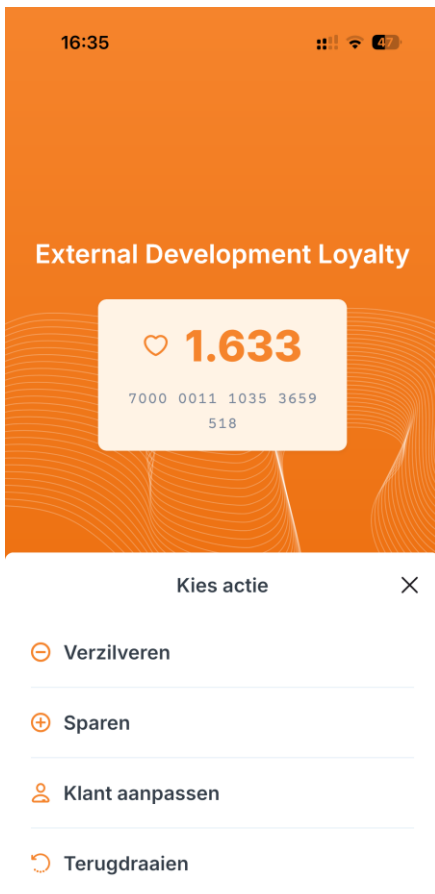 16:35
47
External Development Loyalty
1.633
7000 0011 1035 3659
518
Kies actie
Verzilveren
Sparen
Klant aanpassen
Terugdraaien